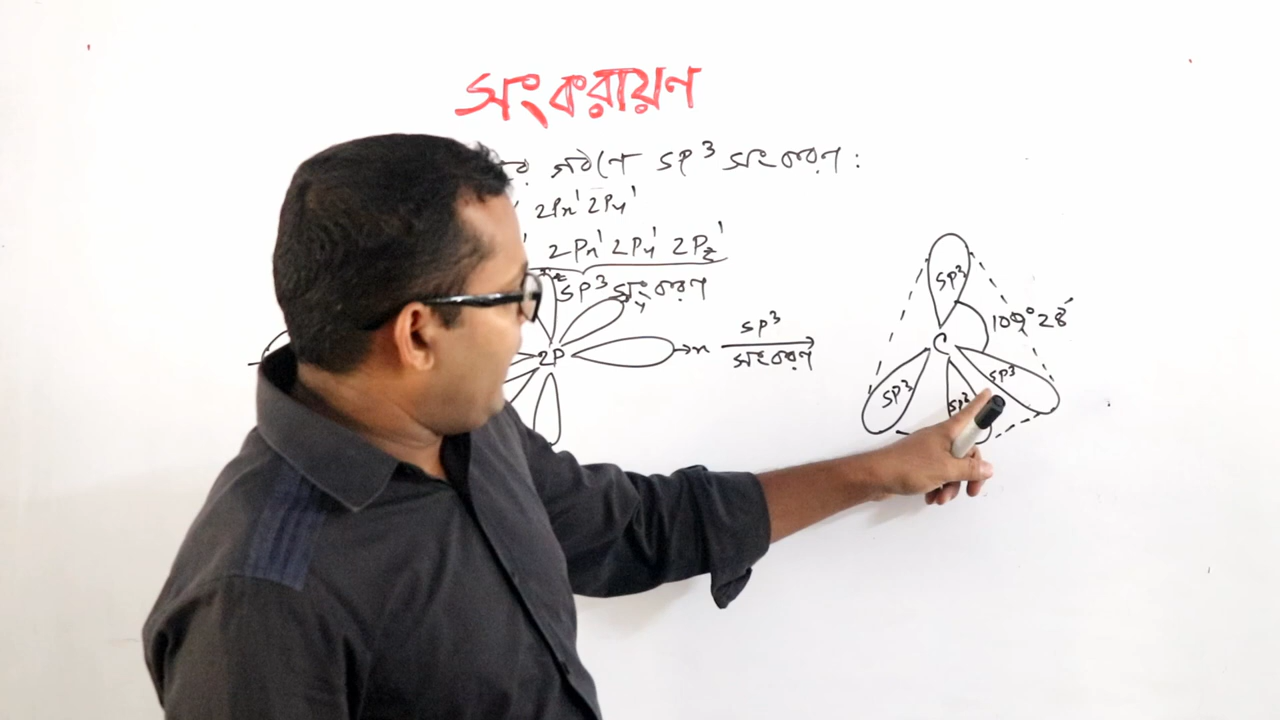 সংকরায়ন
গঠনে sp³ সংকরণ :
2Px¹ 2Py¹
2Px¹ 2Py¹ 2Pz¹
sp³ সংকরণ
z
y
2P
x
sp³
সংকরণ
sp³
109°28′
C
sp³
sp³
sp³